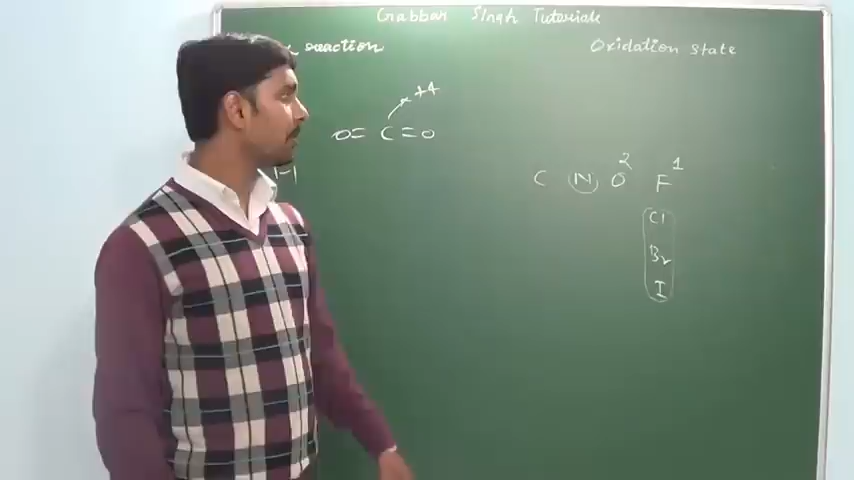 Gabbar Singh Tutorials
reaction
Oxidation state
+4
O=C=O
H
2 1
C N O F
Cl
Br
I